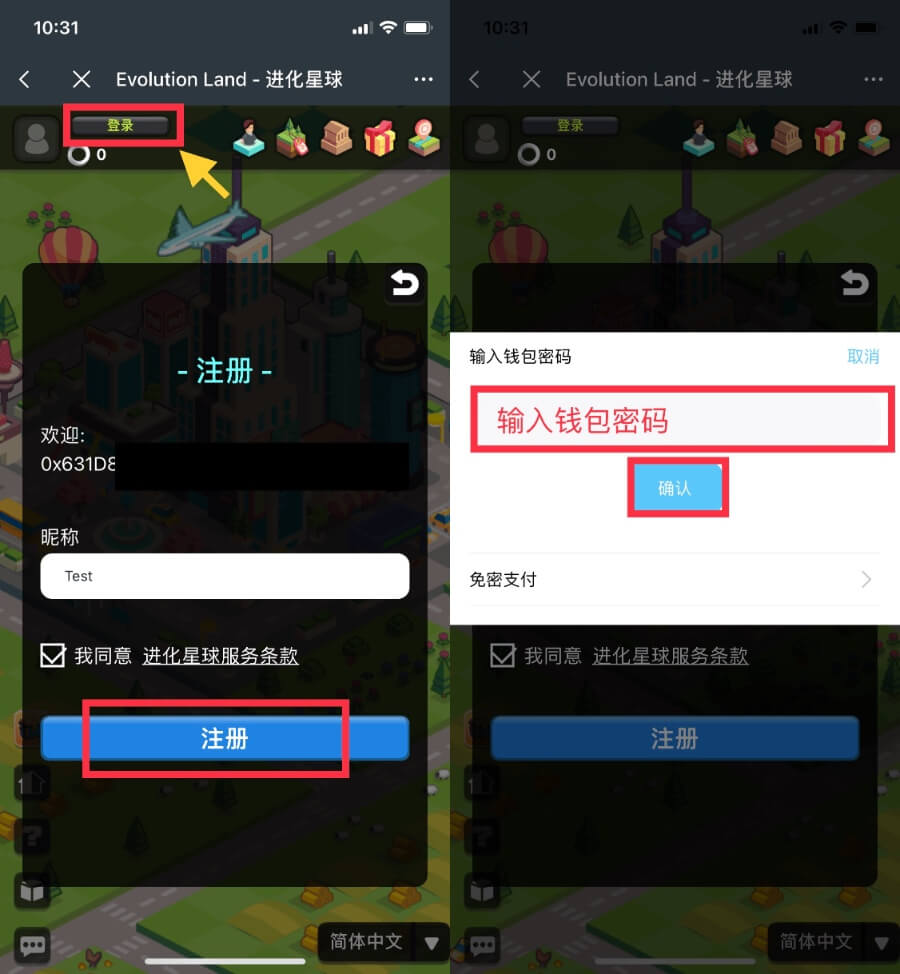 10:31
Evolution Land - 进化星球
登录
0
- 注册 -
欢迎:
0x631D8
昵称
Test
我同意 进化星球服务条款
注册
简体中文
10:31
Evolution Land - 进化星球
登录
0
输入钱包密码
取消
输入钱包密码
确认
免密支付
我同意 进化星球服务条款
注册
简体中文